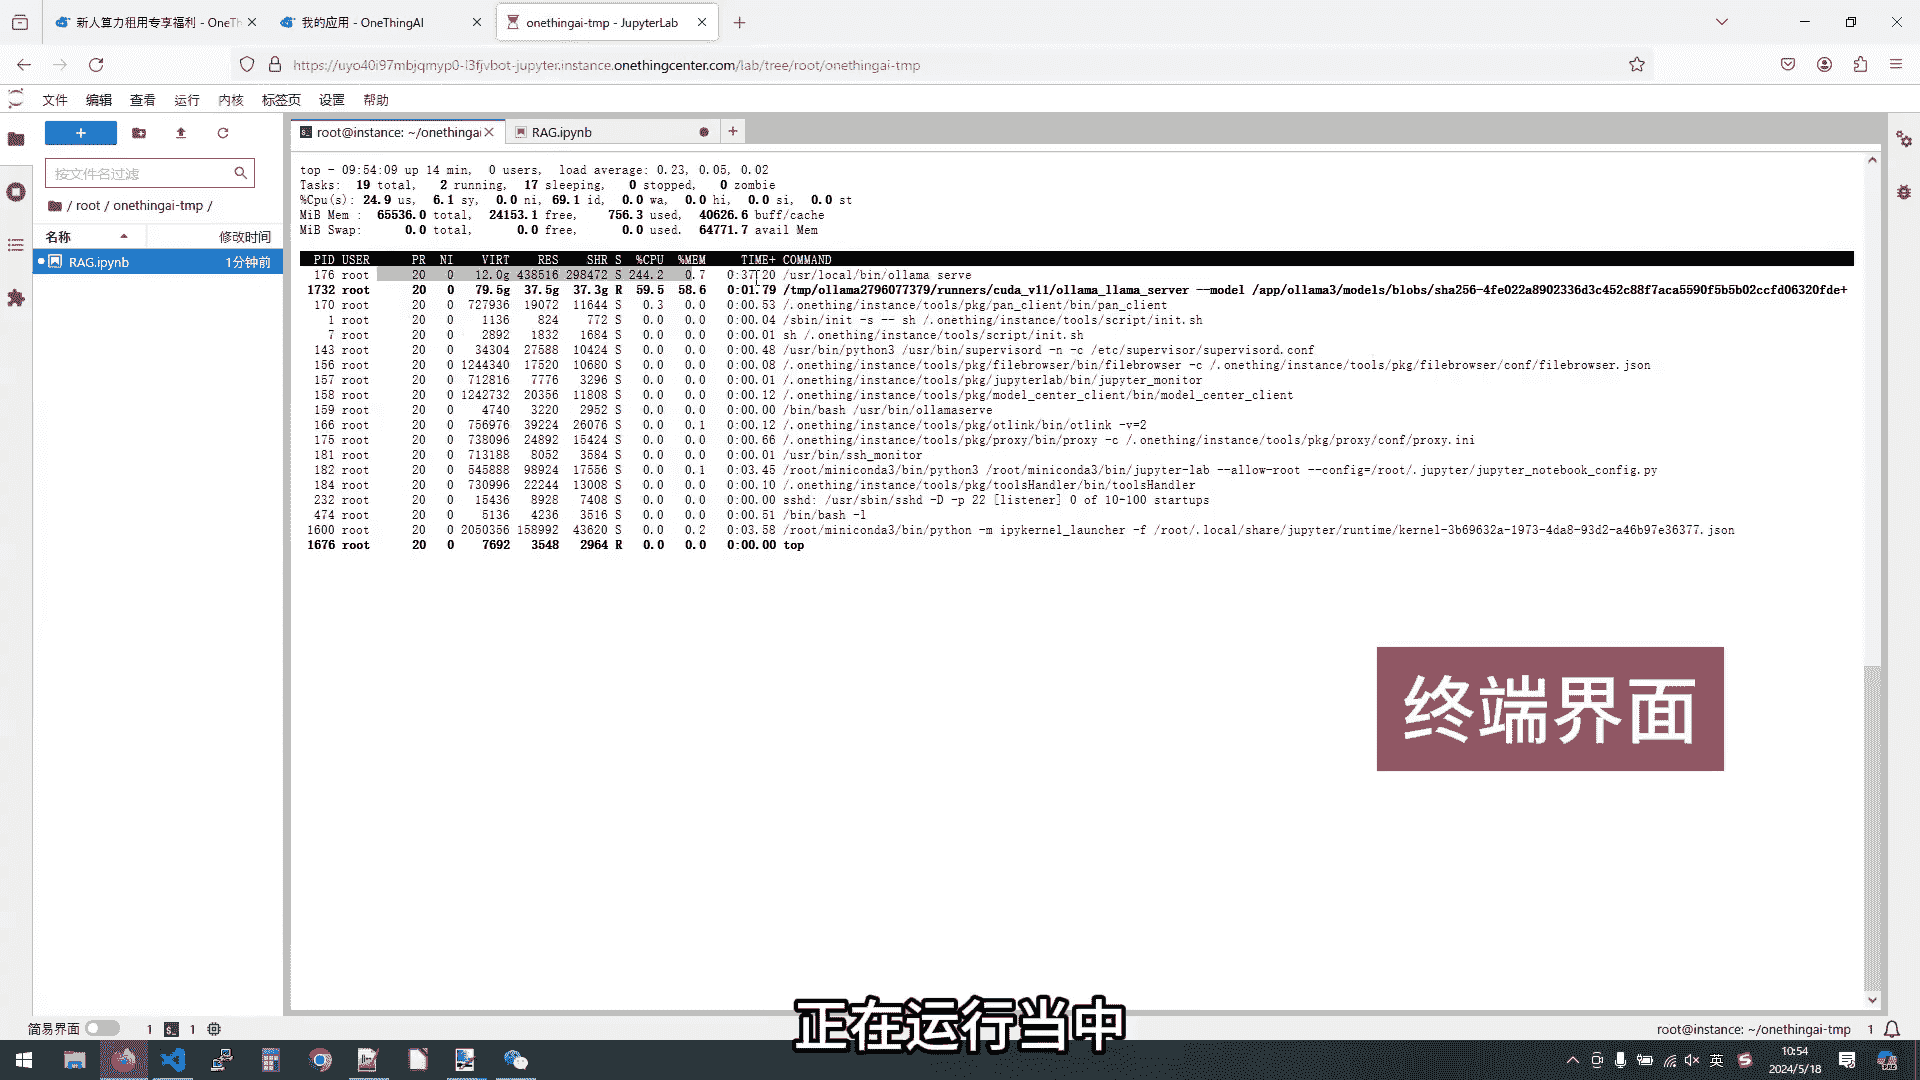 新人算力租用专享福利 - OneTh
我的应用 - OneThingAI
onethingai-tmp - JupyterLab
https://uyo40i97mbjqmyp0-i3fjvbot-jupyter.instance.onethingcenter.com/lab/tree/root/onethingai-tmp
文件 编辑 查看 运行 内核 标签页 设置 帮助
root@instance: ~/onethinga
RAG.ipynb
按文件名过滤
/ root / onethingai-tmp /
名称 修改时间
RAG.ipynb 1分钟前
top - 09:54:09 up 14 min, 0 users, load average: 0.23, 0.05, 0.02
Tasks: 19 total, 2 running, 17 sleeping, 0 stopped, 0 zombie
%Cpu(s): 24.9 us, 6.1 sy, 0.0 ni, 69.1 id, 0.0 wa, 0.0 hi, 0.0 si, 0.0 st
MiB Mem : 65536.0 total, 24153.1 free, 756.3 used, 40626.6 buff/cache
MiB Swap: 0.0 total, 0.0 free, 0.0 used. 64771.7 avail Mem
PID USER PR NI VIRT RES SHR S %CPU %MEM TIME+ COMMAND
176 root 20 0 12.0g 438516 298472 S 244.2 0.7 0:37.20 /usr/local/bin/ollama serve
1732 root 20 0 79.5g 37.5g 37.3g R 59.5 58.6 0:01.79 /tmp/ollama2796077379/runners/cuda_v11/ollama_llama_server --model /app/ollama3/models/blobs/sha256-4fe022a8902336d3c452c88f7aca5590f5b5b02ccfd06320fde+
170 root 20 0 727936 19072 11644 S 0.3 0.0 0:00.53 /.onething/instance/tools/pkg/pan_client/bin/pan_client
1 root 20 0 1136 824 772 S 0.0 0.0 0:00.04 /sbin/init -s -- sh /.onething/instance/tools/script/init.sh
7 root 20 0 2892 1832 1684 S 0.0 0.0 0:00.01 sh /.onething/instance/tools/script/init.sh
143 root 20 0 34304 27588 10424 S 0.0 0.0 0:00.48 /usr/bin/python3 /usr/bin/supervisord -n -c /etc/supervisor/supervisord.conf
156 root 20 0 1244340 17520 10680 S 0.0 0.0 0:00.08 /.onething/instance/tools/pkg/filebrowser/bin/filebrowser -c /.onething/instance/tools/pkg/filebrowser/conf/filebrowser.json
157 root 20 0 712816 7776 3296 S 0.0 0.0 0:00.01 /.onething/instance/tools/pkg/jupyterlab/bin/jupyter_monitor
158 root 20 0 1242732 20356 11808 S 0.0 0.0 0:00.12 /.onething/instance/tools/pkg/model_center_client/bin/model_center_client
159 root 20 0 4740 3220 2952 S 0.0 0.0 0:00.00 /bin/bash /usr/bin/ollamaserve
166 root 20 0 756976 39224 26076 S 0.0 0.1 0:00.12 /.onething/instance/tools/pkg/otlink/bin/otlink -v=2
175 root 20 0 738096 24892 15424 S 0.0 0.0 0:00.66 /.onething/instance/tools/pkg/proxy/bin/proxy -c /.onething/instance/tools/pkg/proxy/conf/proxy.ini
181 root 20 0 713188 8052 3584 S 0.0 0.0 0:00.01 /usr/bin/ssh_monitor
182 root 20 0 545888 98924 17556 S 0.0 0.1 0:03.45 /root/miniconda3/bin/python3 /root/miniconda3/bin/jupyter-lab --allow-root --config=/root/.jupyter/jupyter_notebook_config.py
184 root 20 0 730996 22244 13008 S 0.0 0.0 0:00.10 /.onething/instance/tools/pkg/toolsHandler/bin/toolsHandler
232 root 20 0 15436 8928 7408 S 0.0 0.0 0:00.00 sshd: /usr/sbin/sshd -D -p 22 [listener] 0 of 10-100 startups
474 root 20 0 5136 4236 3516 S 0.0 0.0 0:00.51 /bin/bash -l
1600 root 20 0 2050356 158992 43620 S 0.0 0.2 0:03.58 /root/miniconda3/bin/python -m ipykernel_launcher -f /root/.local/share/jupyter/runtime/kernel-3b69632a-1973-4da8-93d2-a46b97e36377.json
1676 root 20 0 7692 3548 2964 R 0.0 0.0 0:00.00 top
终端界面
正在运行当中
简易界面 1 1
root@instance: ~/onethingai-tmp 1
英
10:54
2024/5/18